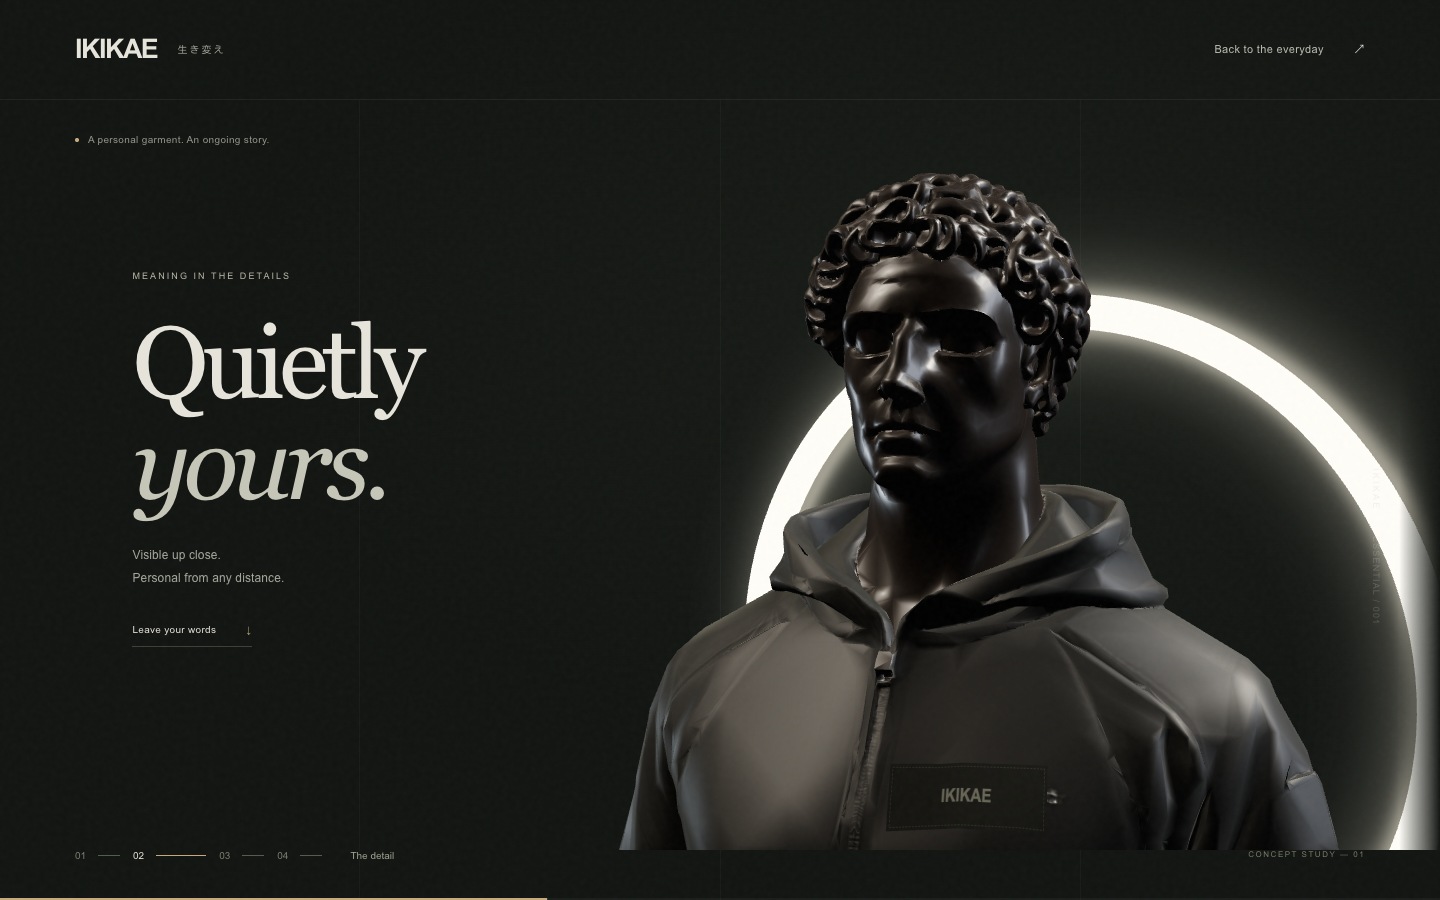 IKIKAE 生き変え
Back to the everyday ↗
A personal garment. An ongoing story.
MEANING IN THE DETAILS
Quietly
yours.
Visible up close.
Personal from any distance.
Leave your words ↓
IKIKAE
01 02 03 04 The detail
CONCEPT STUDY — 01